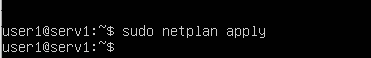 user1@serv1:~$ sudo netplan apply
user1@serv1:~$